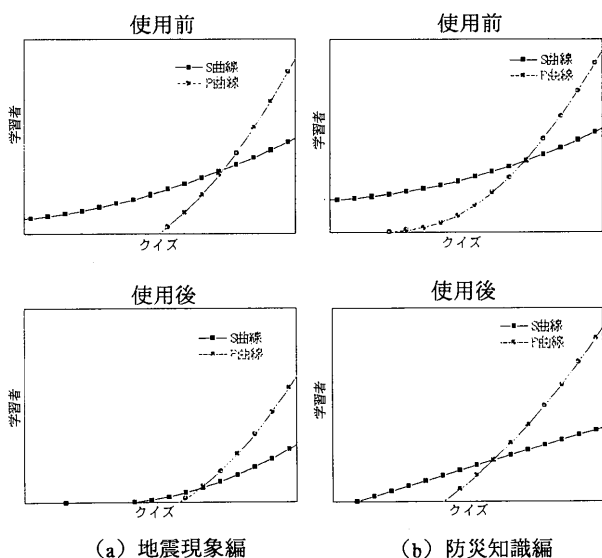 使用前
S曲線
P曲線
学習者
クイズ
使用前
S曲線
P曲線
学習者
クイズ
使用後
S曲線
P曲線
学習者
クイズ
使用後
S曲線
P曲線
学習者
クイズ
(a) 地震現象編
(b) 防災知識編